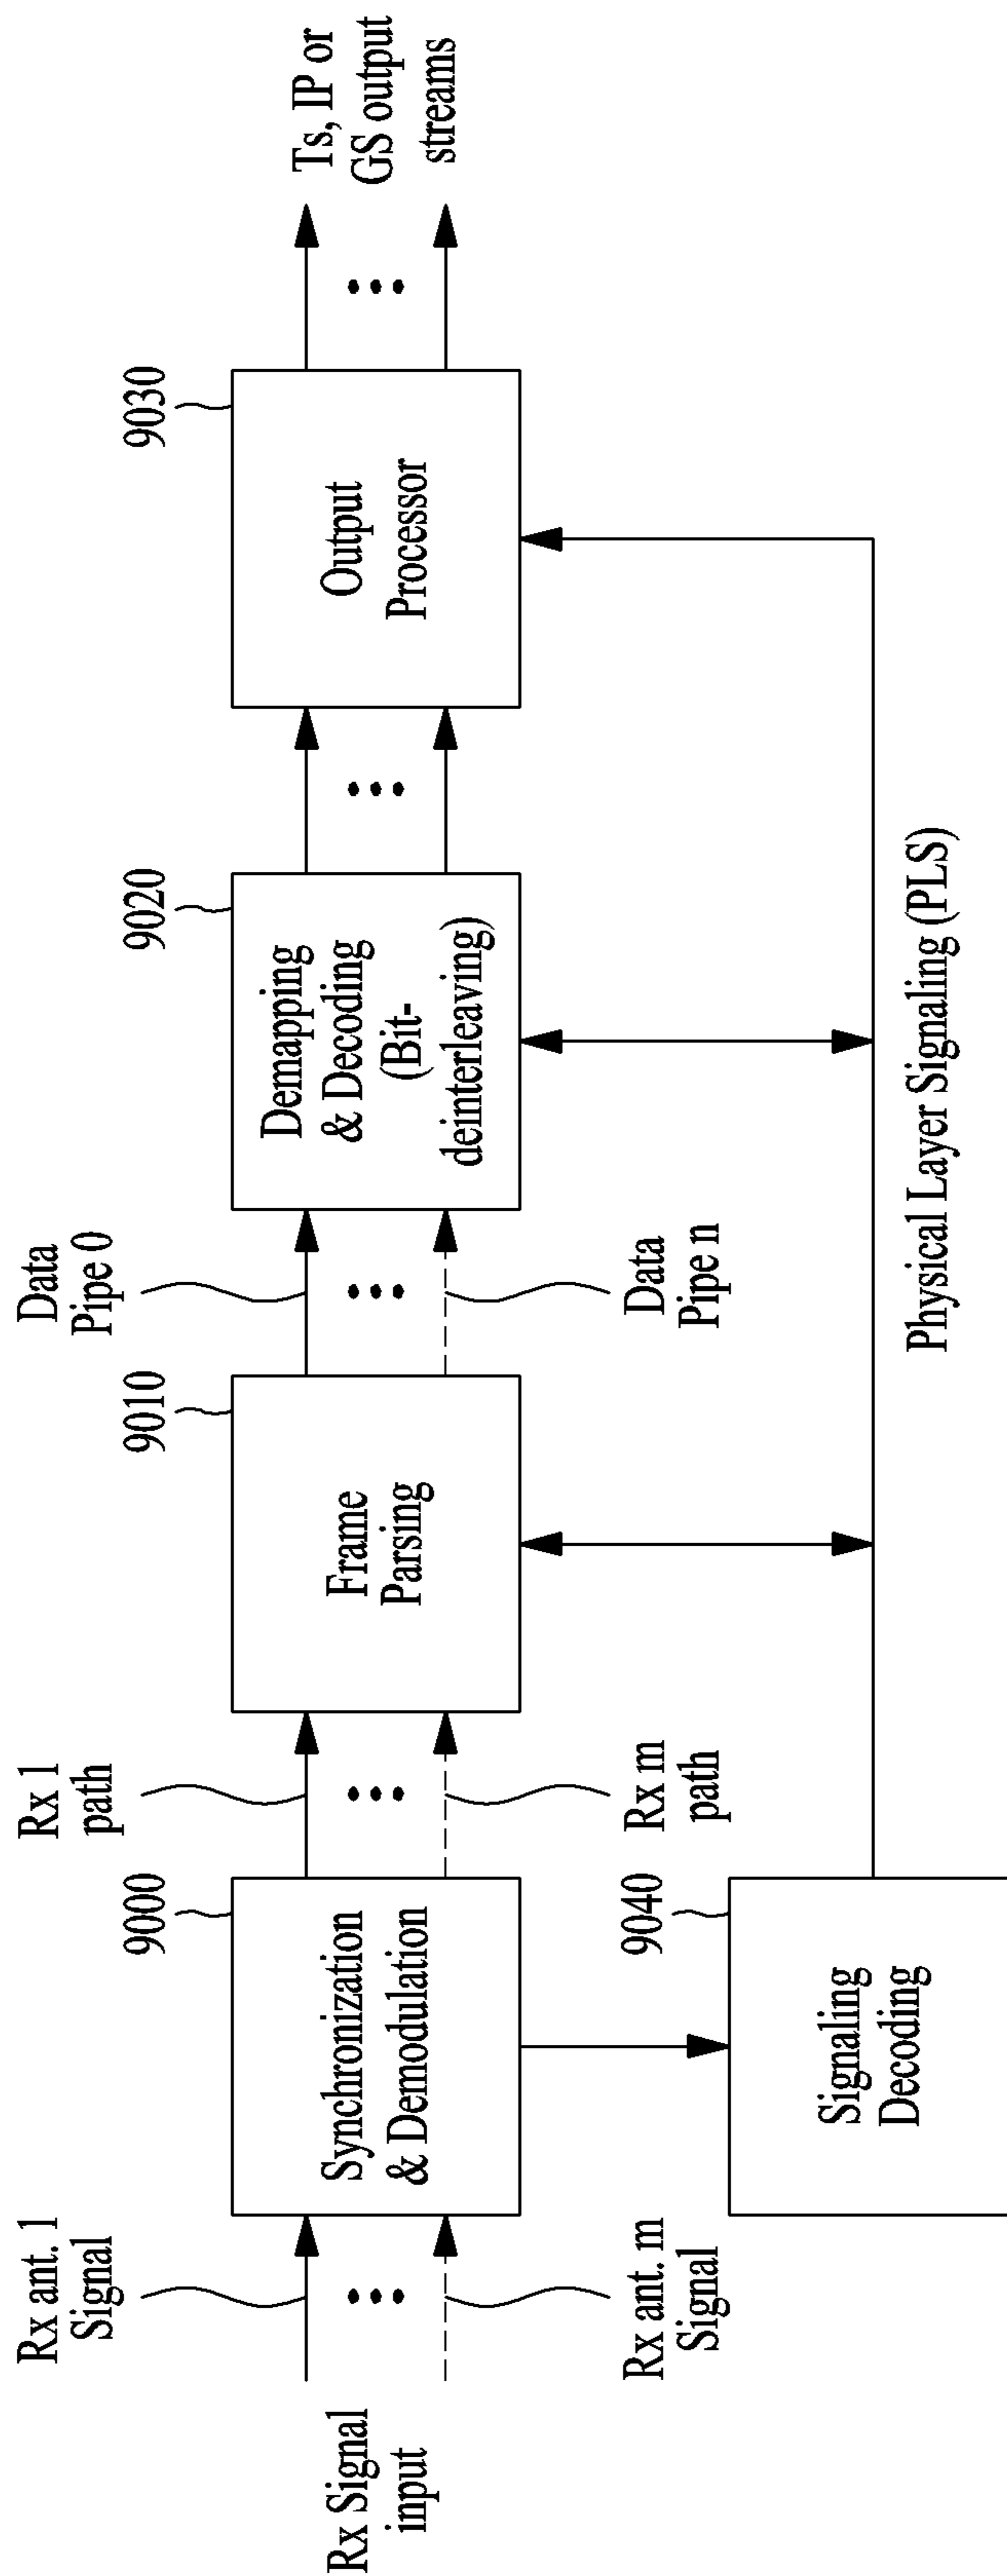 Rx Signal
input
Rx ant. 1
Signal
Rx ant. m
Signal
9000
Synchronization
& Demodulation
Rx 1
path
Rx m
path
9010
Frame
Parsing
Data
Pipe 0
Data
Pipe n
9020
Demapping
& Decoding
(Bit-
deinterleaving)
9030
Output
Processor
Ts, IP or
GS output
streams
9040
Signaling
Decoding
Physical Layer Signaling (PLS)